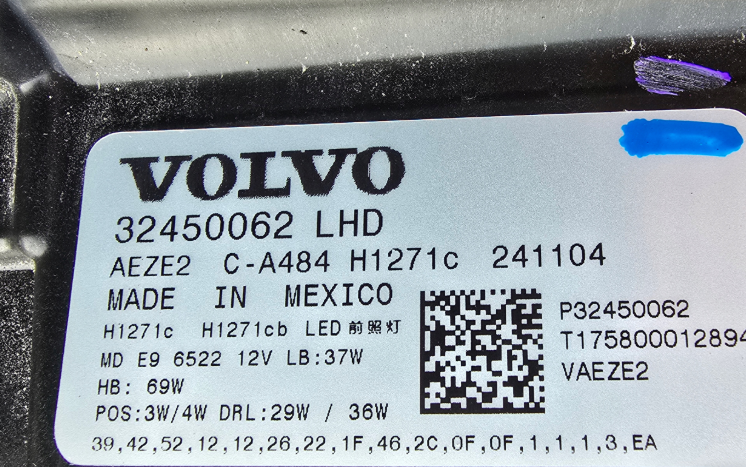 VOLVO
32450062 LHD
AEZE2 C-A484 H1271c 241104
MADE IN MEXICO
H1271c H1271cb LED 前照灯
MD E9 6522 12V LB:37W
HB: 69W
POS:3W/4W DRL:29W / 36W
39,42,52,12,12,26,22,1F,46,2C,0F,0F,1,1,1,3,EA
P32450062
T175800012894
VAEZE2